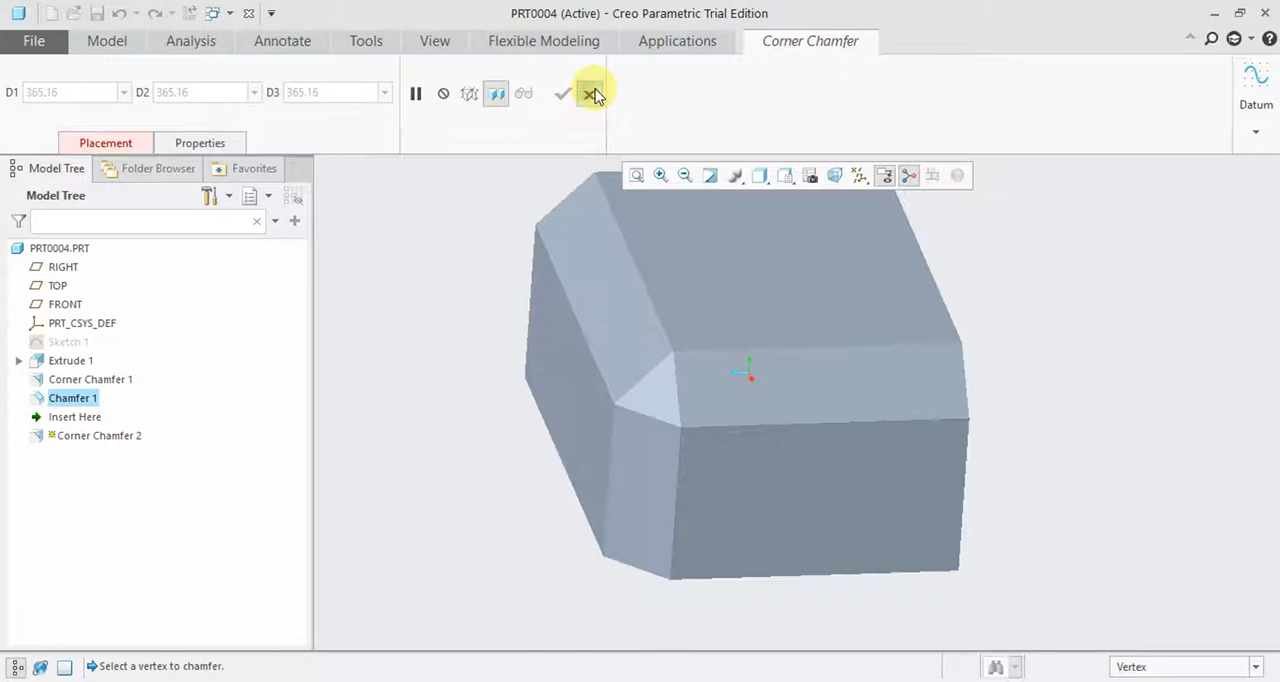 PRT0004 (Active) - Creo Parametric Trial Edition
File Model Analysis Annotate Tools View Flexible Modeling Applications Corner Chamfer
D1 365.16 D2 365.16 D3 365.16
Datum
Placement Properties
Model Tree Folder Browser Favorites
Model Tree
PRT0004.PRT
RIGHT
TOP
FRONT
PRT_CSYS_DEF
Sketch 1
Extrude 1
Corner Chamfer 1
Chamfer 1
Insert Here
Corner Chamfer 2
Select a vertex to chamfer.
Vertex